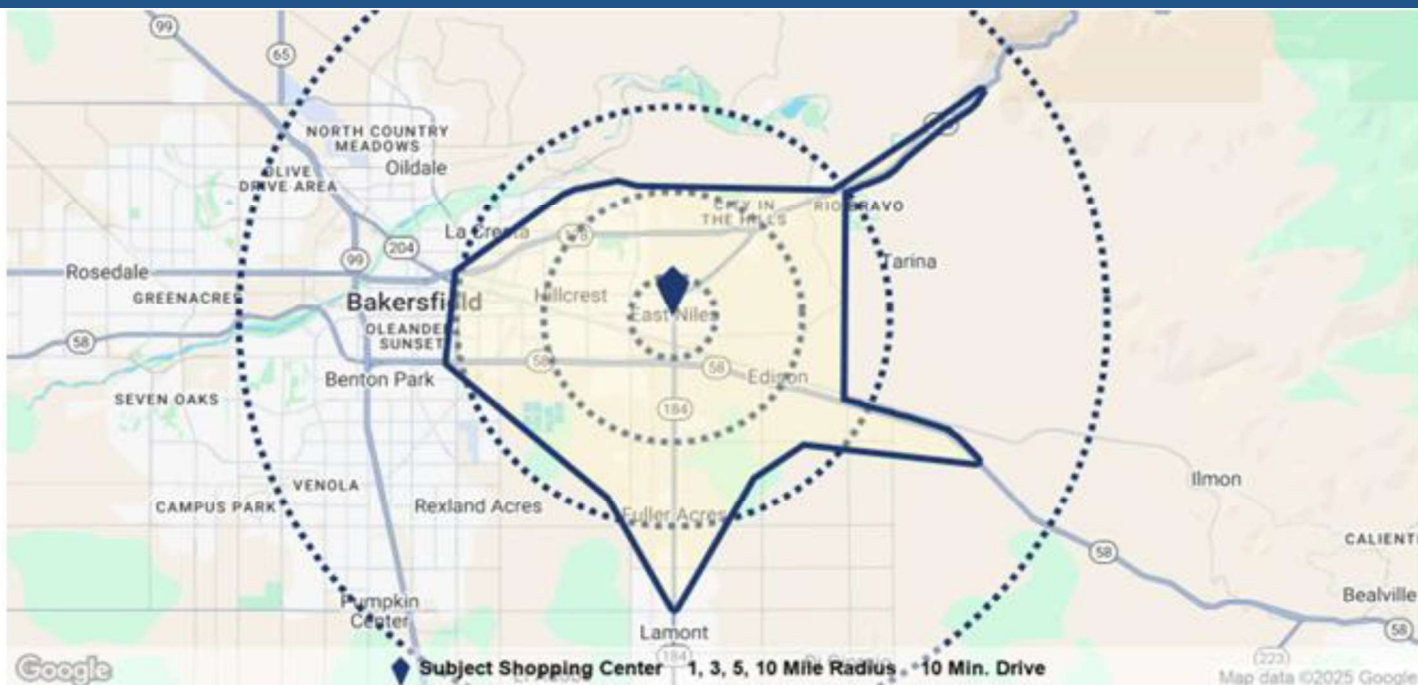 99
65
NORTH COUNTRY
MEADOWS
Oildale
OLIVE
DRIVE AREA
CITY IN
THE HILLS
RIO BRAVO
La Cresta
178
204
99
Tarina
Rosedale
GREENACRES
Bakersfield
Hillcrest
East Niles
OLEANDER
SUNSET
58
58
58
Benton Park
Edison
SEVEN OAKS
184
VENOLA
Ilmon
CAMPUS PARK
Rexland Acres
Fuller Acres
CALIENT
58
Pumpkin
Center
Bealville
Lamont
58
184
223
Google
Subject Shopping Center 1, 3, 5, 10 Mile Radius 10 Min. Drive
Map data ©2025 Google